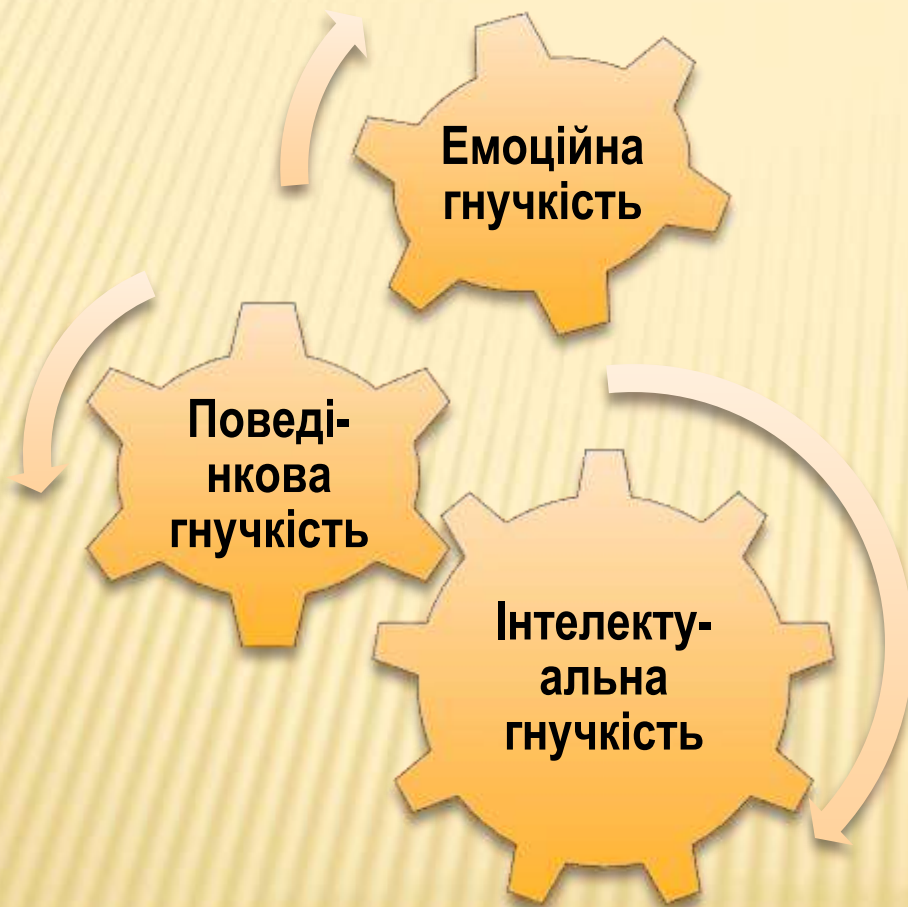 Емоційна
гнучкість
Поведі-
нкова
гнучкість
Інтелекту-
альна
гнучкість